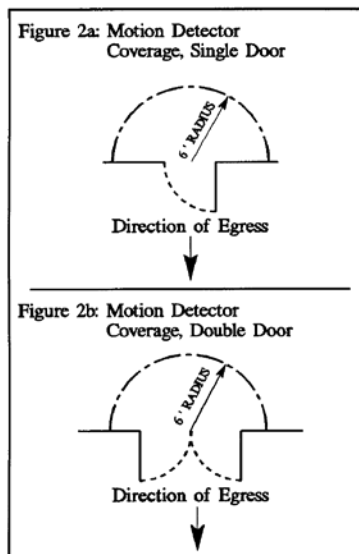 Figure 2a: Motion Detector
Coverage, Single Door
6' RADIUS
Direction of Egress
Figure 2b: Motion Detector
Coverage, Double Door
6' RADIUS
Direction of Egress